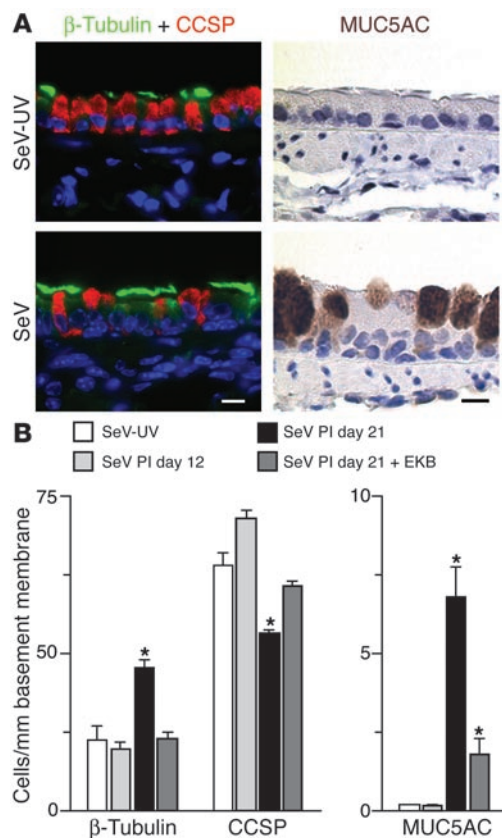 A
β-Tubulin + CCSP
MUC5AC
SeV-UV
SeV
B
SeV-UV
SeV PI day 21
SeV PI day 12
SeV PI day 21 + EKB
Cells/mm basement membrane
75
50
0
10
5
0
*
*
*
*
β-Tubulin
CCSP
MUC5AC